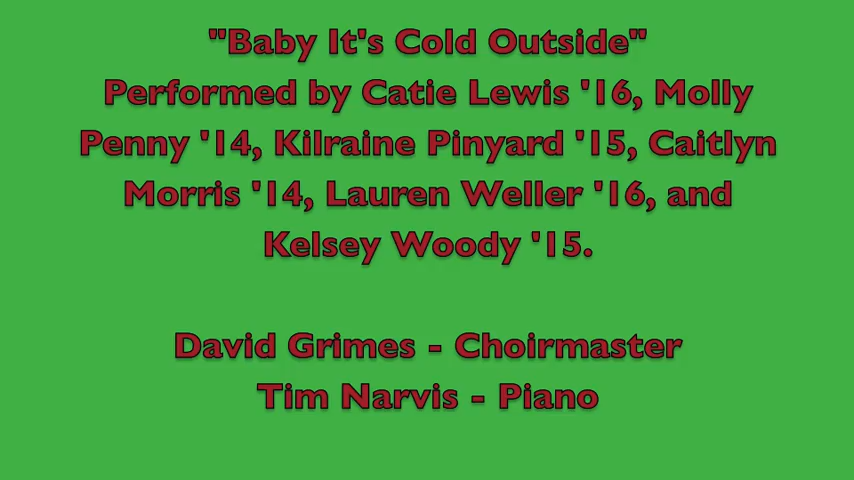 "Baby It's Cold Outside"
Performed by Catie Lewis '16, Molly
Penny '14, Kilraine Pinyard '15, Caitlyn
Morris '14, Lauren Weller '16, and
Kelsey Woody '15.
David Grimes - Choirmaster
Tim Narvis - Piano